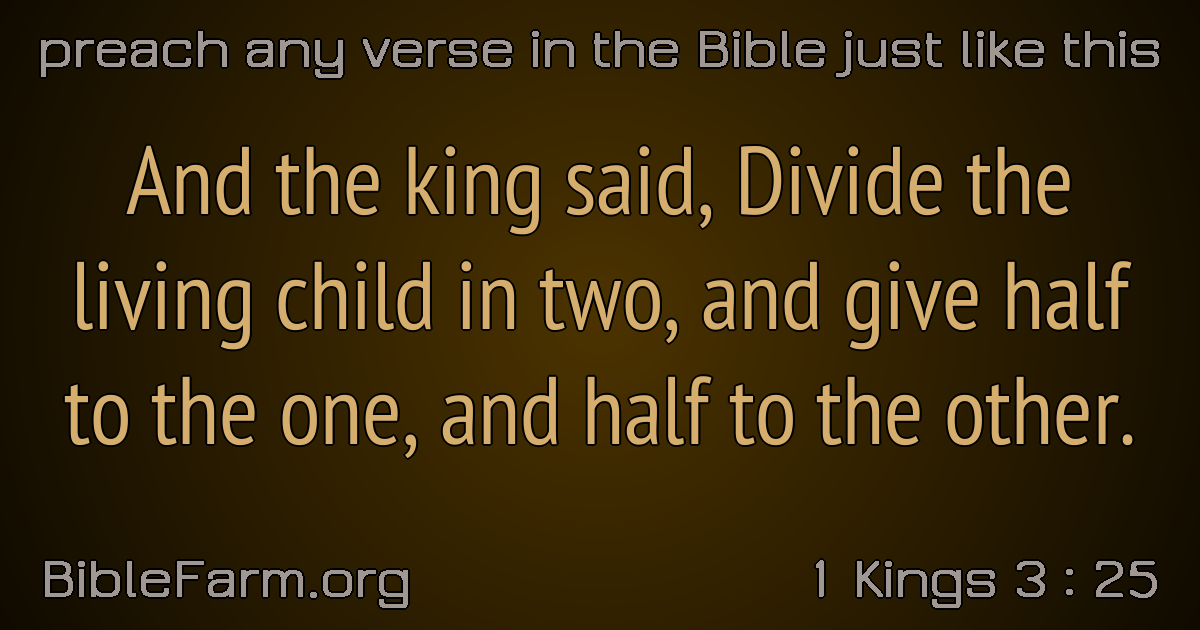 preach any verse in the Bible just like this
And the king said, Divide the
living child in two, and give half
to the one, and half to the other.
BibleFarm.org
1 Kings 3 : 25